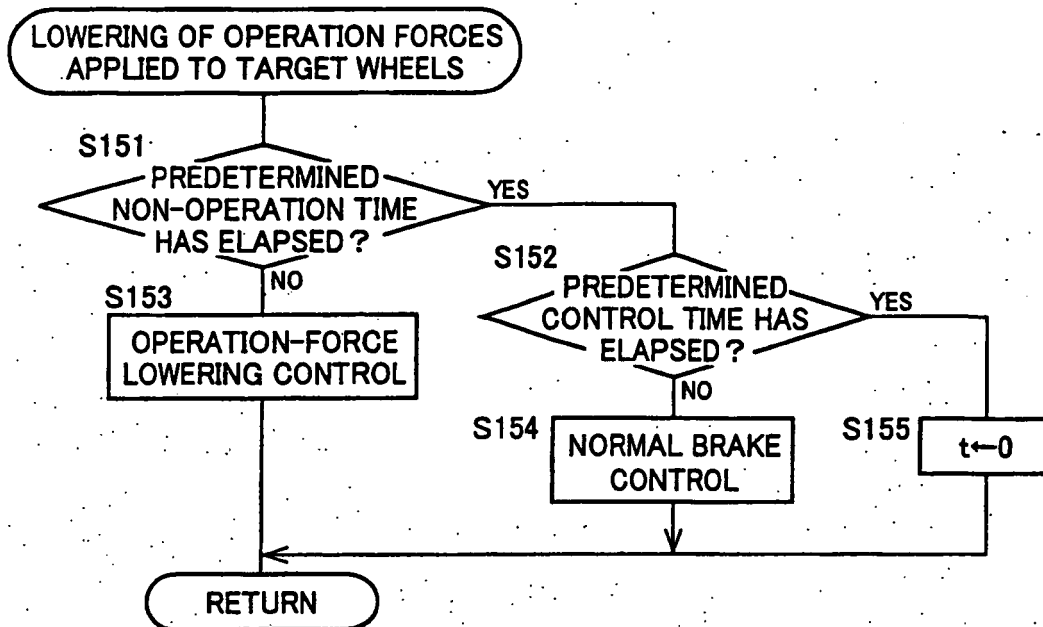 LOWERING OF OPERATION FORCES
APPLIED TO TARGET WHEELS
S151
PREDETERMINED
NON-OPERATION TIME
HAS ELAPSED?
YES
NO
S152
PREDETERMINED
CONTROL TIME HAS
ELAPSED?
YES
NO
S153
OPERATION-FORCE
LOWERING CONTROL
S154
NORMAL BRAKE
CONTROL
S155
t←0
RETURN